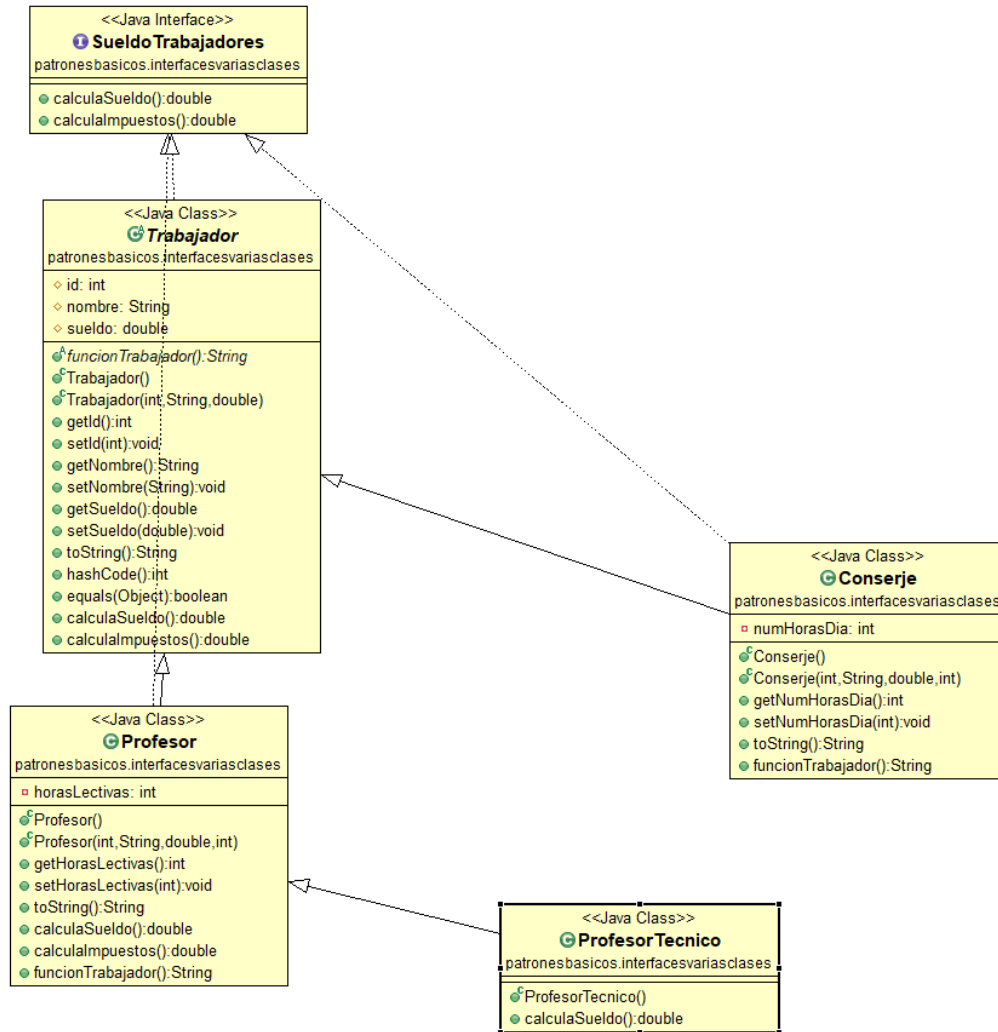 <<Java Interface>>
SueldoTrabajadores
patronesbasicos.interfacesvariasclases
calculaSueldo():double
calculaImpuestos():double
<<Java Class>>
Trabajador
patronesbasicos.interfacesvariasclases
id: int
nombre: String
sueldo: double
funcionTrabajador():String
Trabajador()
Trabajador(int,String,double)
getId():int
setId(int):void
getNombre():String
setNombre(String):void
getSueldo():double
setSueldo(double):void
toString():String
hashCode():int
equals(Object):boolean
calculaSueldo():double
calculaImpuestos():double
<<Java Class>>
Conserje
patronesbasicos.interfacesvariasclases
numHorasDia: int
Conserje()
Conserje(int,String,double,int)
getNumHorasDia():int
setNumHorasDia(int):void
toString():String
funcionTrabajador():String
<<Java Class>>
Profesor
patronesbasicos.interfacesvariasclases
horasLectivas: int
Profesor()
Profesor(int,String,double,int)
getHorasLectivas():int
setHorasLectivas(int):void
toString():String
calculaSueldo():double
calculaImpuestos():double
funcionTrabajador():String
<<Java Class>>
ProfesorTecnico
patronesbasicos.interfacesvariasclases
ProfesorTecnico()
calculaSueldo():double